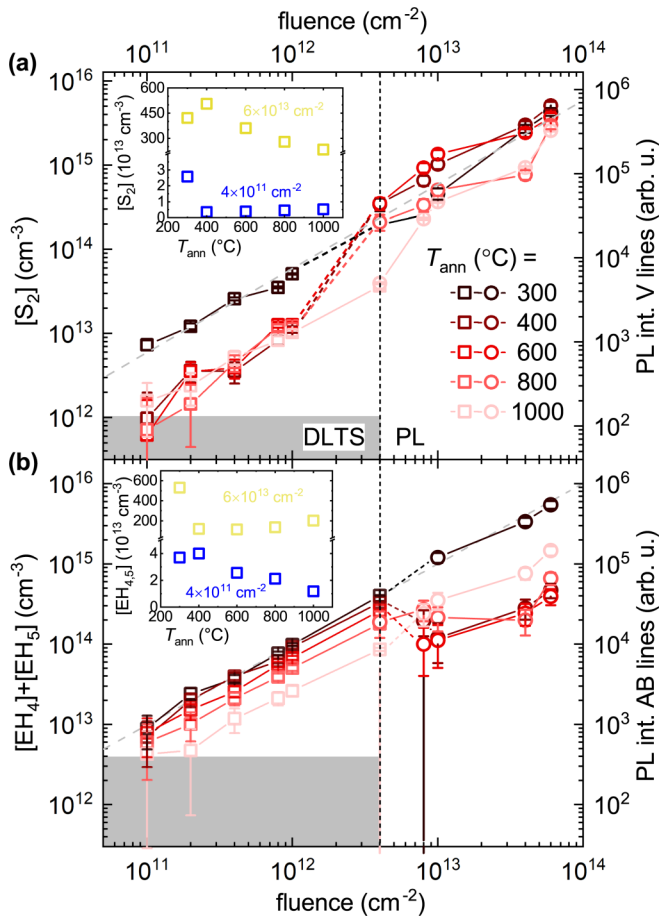 fluence (cm⁻²)
10¹¹ 10¹² 10¹³ 10¹⁴
(a)
10¹⁶
10¹⁵
10¹⁴
10¹³
10¹²
[S₂] (cm⁻³)
10⁶
10⁵
10⁴
10³
10²
PL int. V lines (arb. u.)
600
450
300
3
2
1
0
[S₂] (10¹³ cm⁻³)
6×10¹³ cm⁻²
4×10¹¹ cm⁻²
200 400 600 800 1000
T_ann (°C)
T_ann (°C) =
300
400
600
800
1000
DLTS PL
(b)
10¹⁶
10¹⁵
10¹⁴
10¹³
10¹²
[EH₄]+[EH₅] (cm⁻³)
10⁶
10⁵
10⁴
10³
10²
PL int. AB lines (arb. u.)
600
400
200
4
2
0
[EH₄,₅] (10¹³ cm⁻³)
6×10¹³ cm⁻²
4×10¹¹ cm⁻²
200 400 600 800 1000
T_ann (°C)
10¹¹ 10¹² 10¹³ 10¹⁴
fluence (cm⁻²)